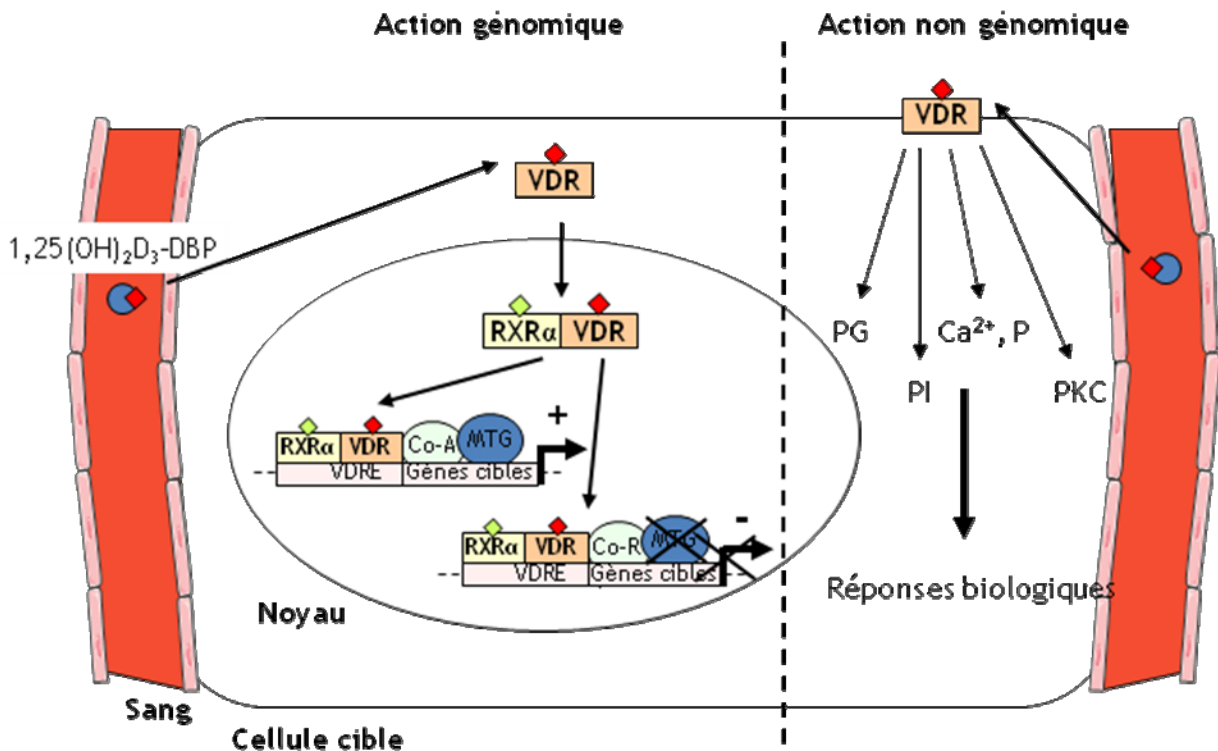 Action génomique
Action non génomique
VDR
VDR
1,25(OH)₂D₃-DBP
RXRα VDR
PG
Ca²⁺, P
PI
PKC
+
RXRα VDR Co-A MTG
VDRE Gènes cibles
-
RXRα VDR Co-R MTG
VDRE Gènes cibles
Réponses biologiques
Noyau
Sang
Cellule cible